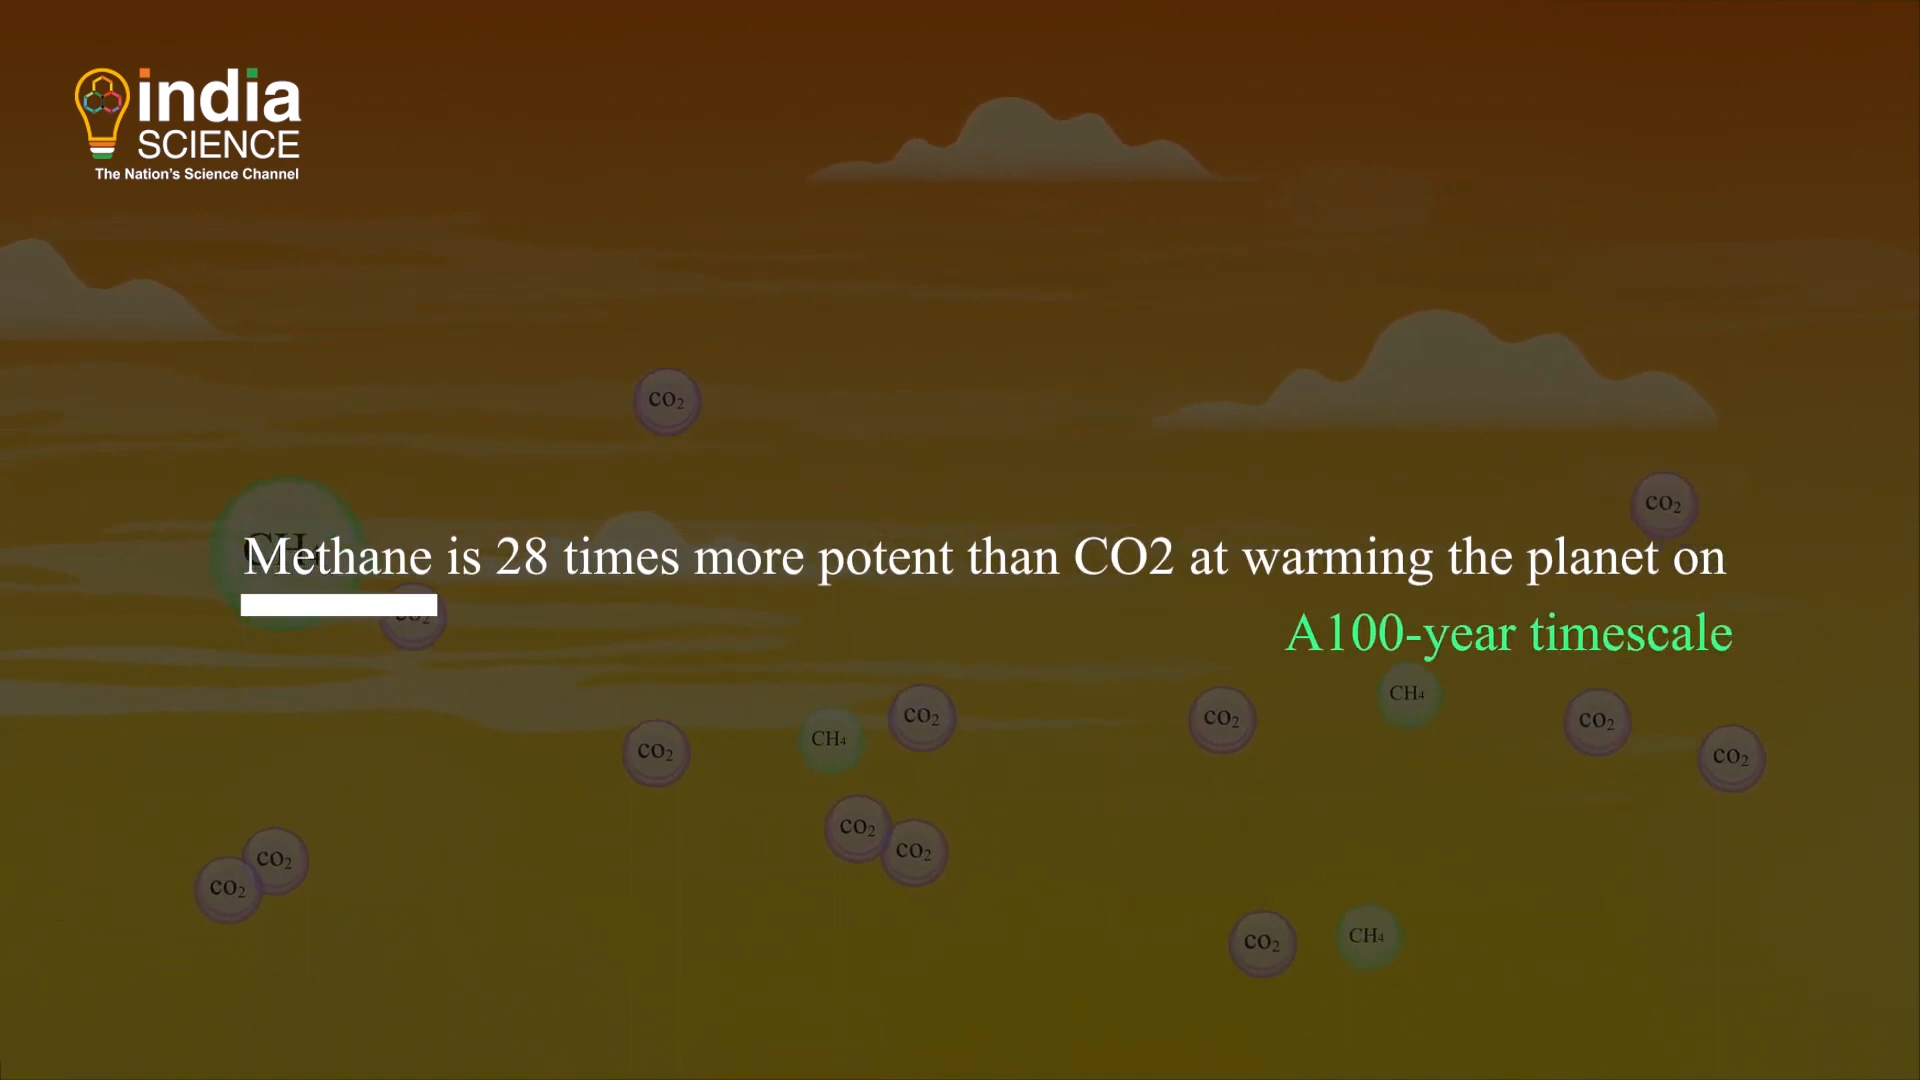 india
SCIENCE
The Nation's Science Channel
CO₂
CO₂
CH
Methane is 28 times more potent than CO2 at warming the planet on
CO₂
A100-year timescale
CH₄
CO₂
CO₂
CO₂
CO₂
CH₄
CO₂
CO₂
CO₂
CO₂
CO₂
CO₂
CO₂
CH₄